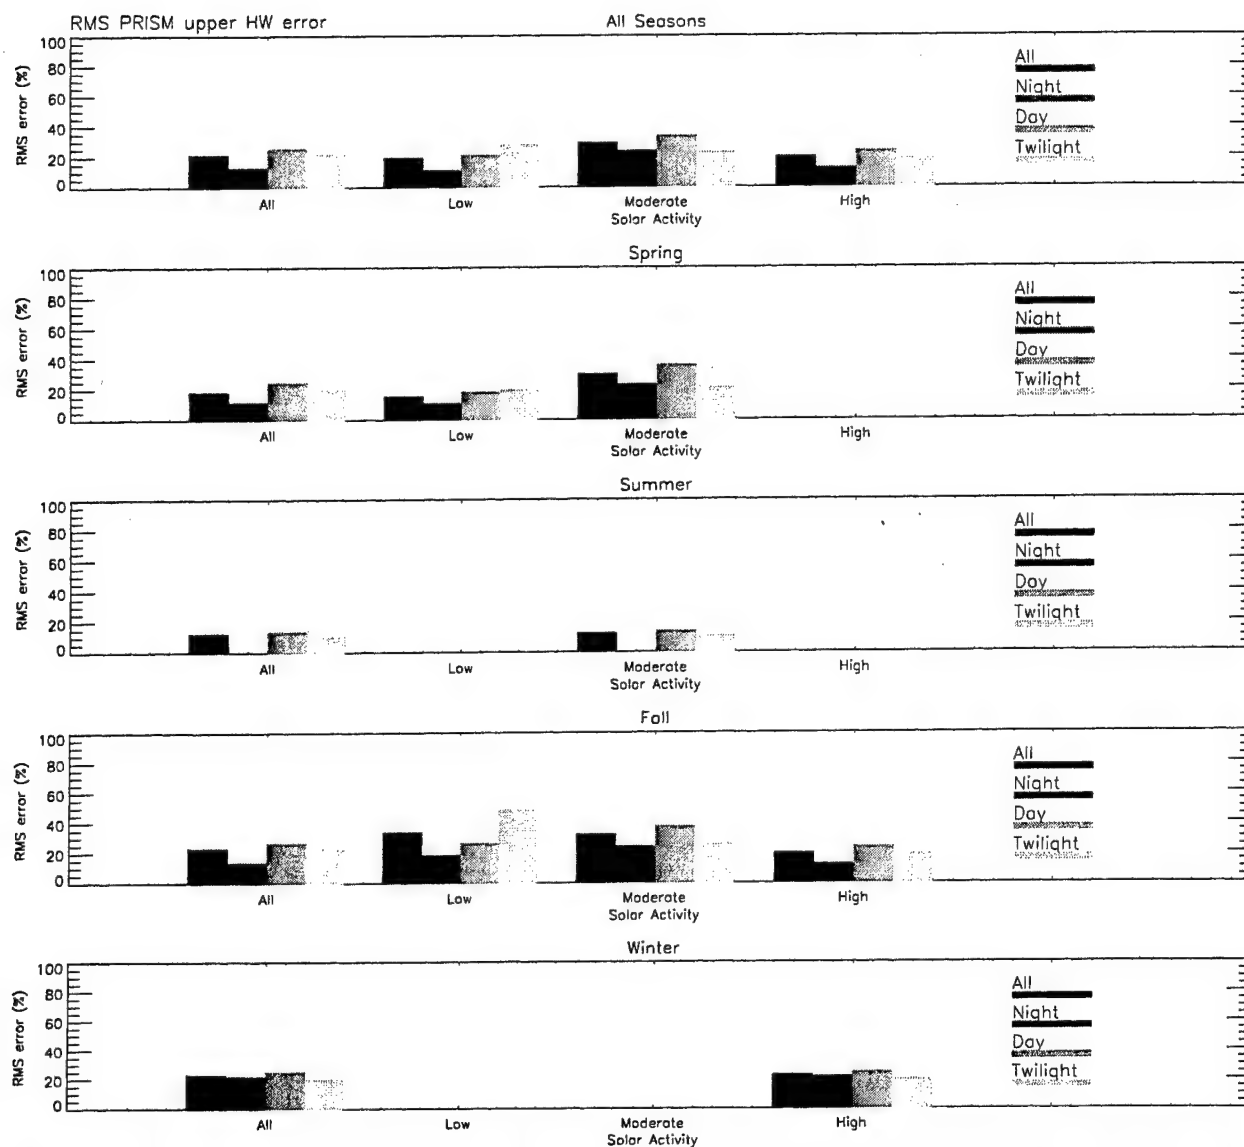 RMS PRISM upper HW error
All Seasons
RMS error (%)
100
80
60
40
20
0
All
Low
Moderate
High
Solar Activity
All
Night
Day
Twilight
Spring
RMS error (%)
100
80
60
40
20
0
All
Low
Moderate
High
Solar Activity
All
Night
Day
Twilight
Summer
RMS error (%)
100
80
60
40
20
0
All
Low
Moderate
High
Solar Activity
All
Night
Day
Twilight
Fall
RMS error (%)
100
80
60
40
20
0
All
Low
Moderate
High
Solar Activity
All
Night
Day
Twilight
Winter
RMS error (%)
100
80
60
40
20
0
All
Low
Moderate
High
Solar Activity
All
Night
Day
Twilight